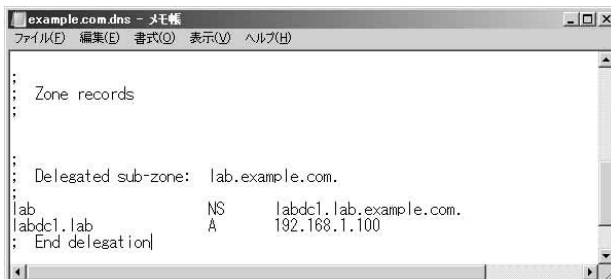 example.com.dns - メモ帳
ファイル(F) 編集(E) 書式(O) 表示(V) ヘルプ(H)
;
;  Zone records
;
;
;  Delegated sub-zone:  lab.example.com.
;
lab NS labdc1.lab.example.com.
labdc1.lab A 192.168.1.100
;  End delegation